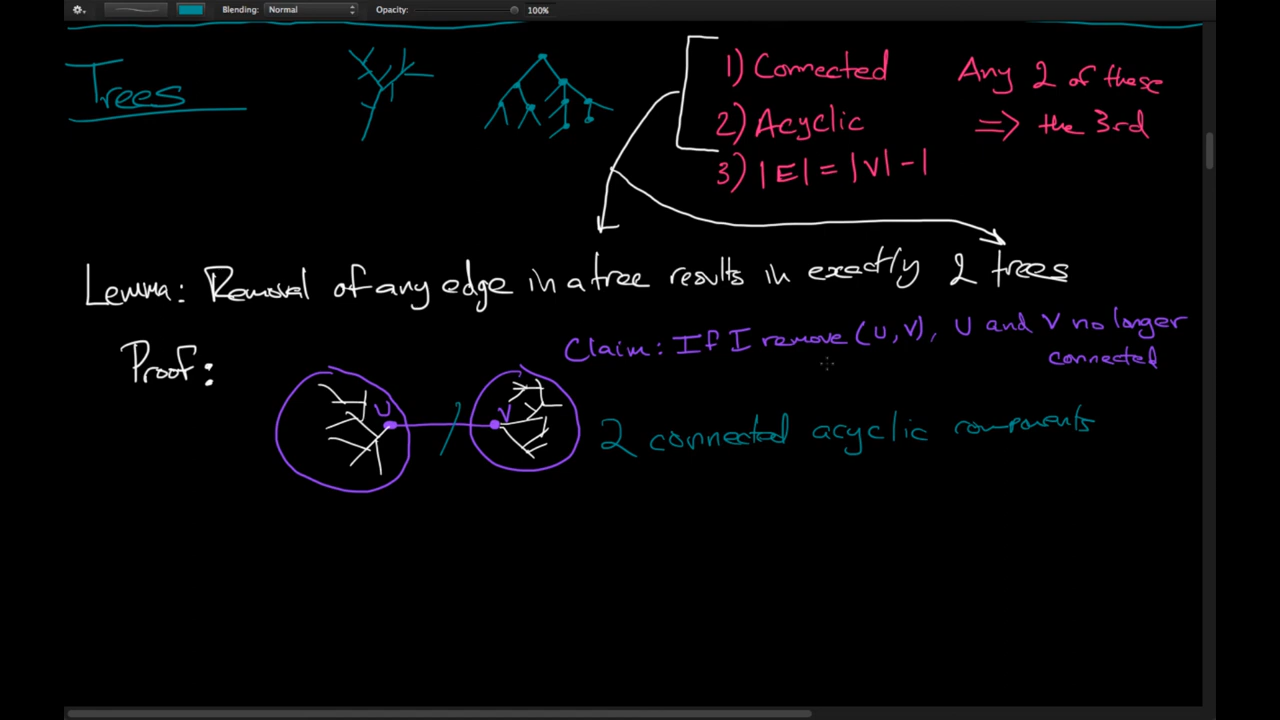 Blending: Normal Opacity: 100%
Trees
1) Connected
2) Acyclic
3) |E| = |V| - 1
Any 2 of these
=> the 3rd
Lemma: Removal of any edge in a tree results in exactly 2 trees
Proof:
Claim: If I remove (U, V), U and V no longer
connected
U V
2 connected acyclic components